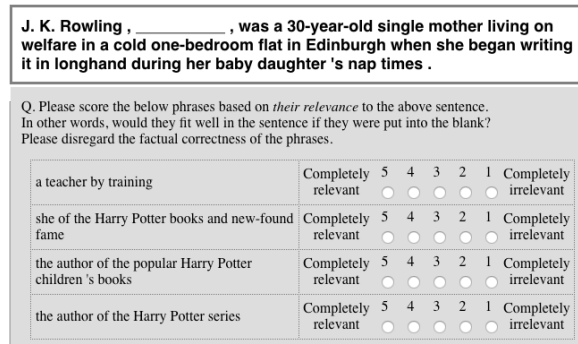 J. K. Rowling , ___________ , was a 30-year-old single mother living on
welfare in a cold one-bedroom flat in Edinburgh when she began writing
it in longhand during her baby daughter 's nap times .
Q. Please score the below phrases based on their relevance to the above sentence.
In other words, would they fit well in the sentence if they were put into the blank?
Please disregard the factual correctness of the phrases.
a teacher by training
Completely relevant 5 4 3 2 1 Completely irrelevant
she of the Harry Potter books and new-found fame
Completely relevant 5 4 3 2 1 Completely irrelevant
the author of the popular Harry Potter children 's books
Completely relevant 5 4 3 2 1 Completely irrelevant
the author of the Harry Potter series
Completely relevant 5 4 3 2 1 Completely irrelevant